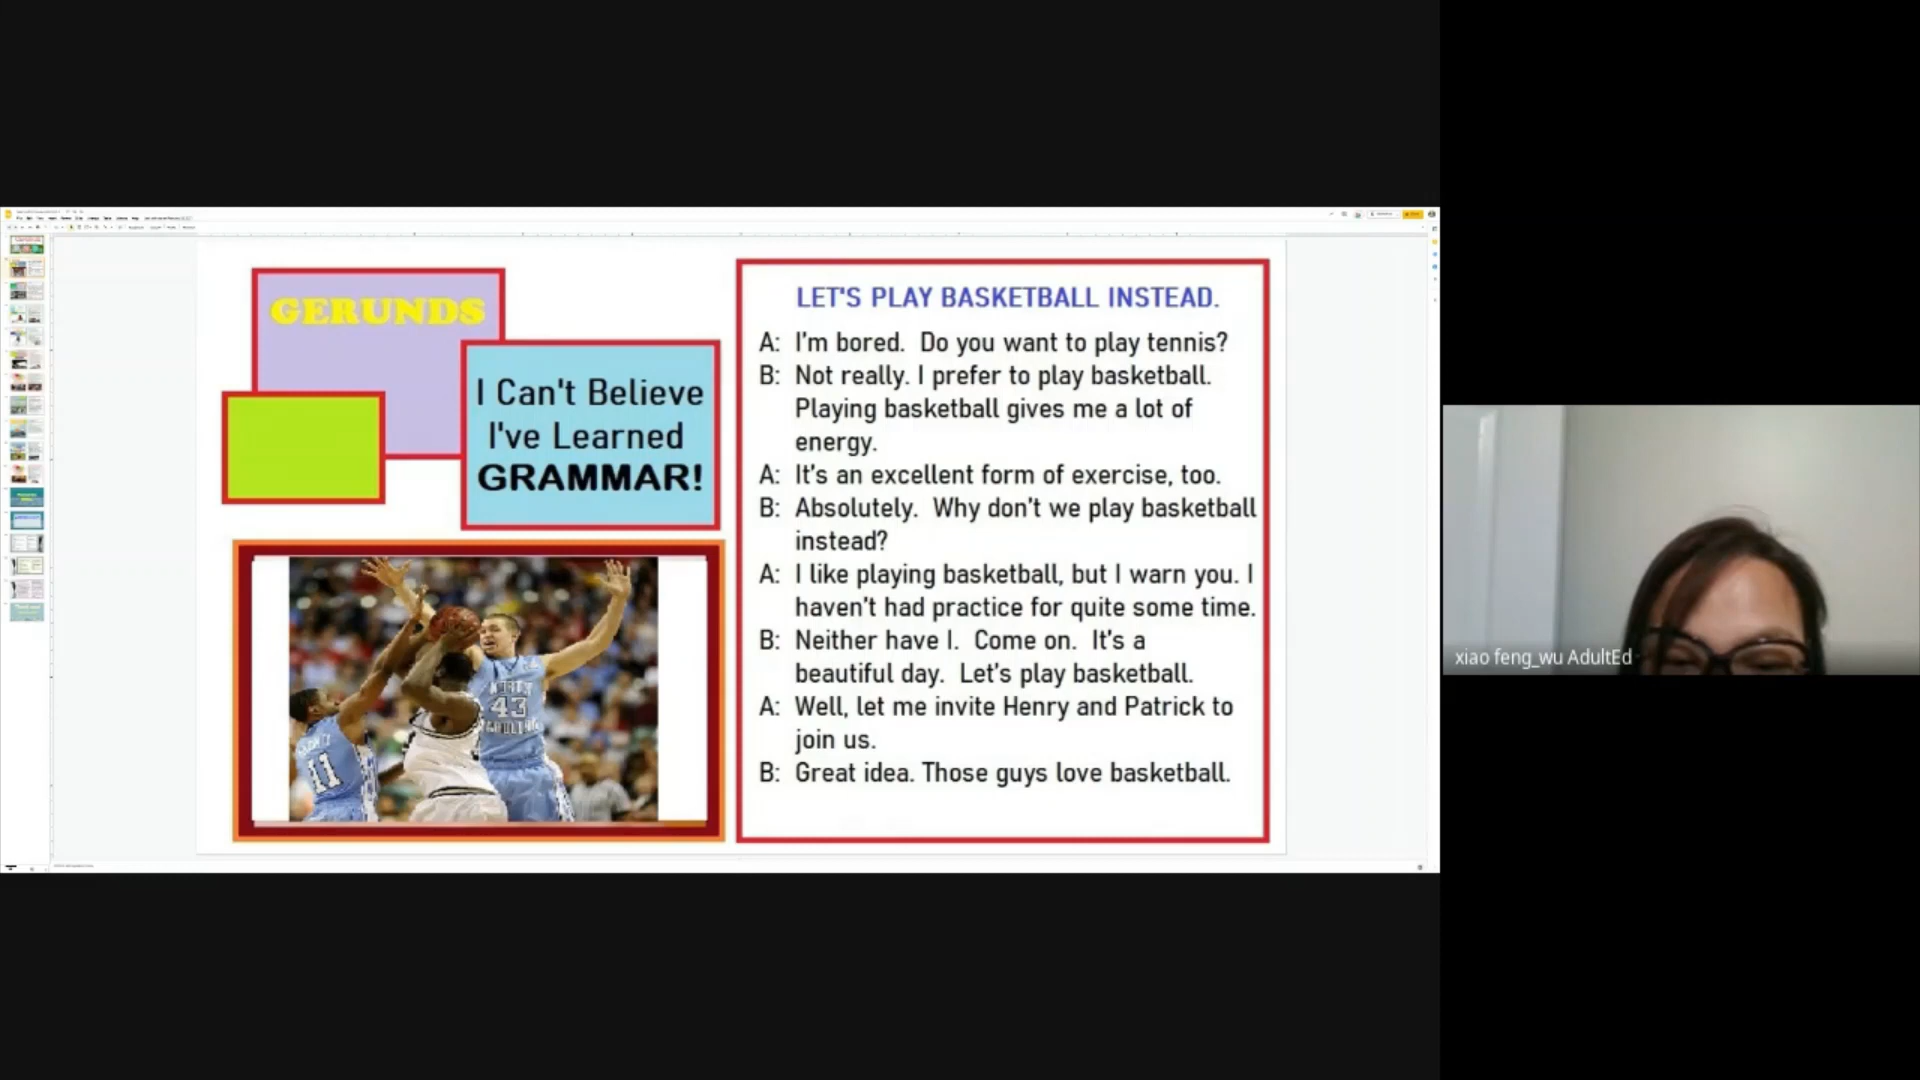 GERUNDS
I Can't Believe
I've Learned
GRAMMAR!
LET'S PLAY BASKETBALL INSTEAD.
A: I'm bored. Do you want to play tennis?
B: Not really. I prefer to play basketball.
Playing basketball gives me a lot of
energy.
A: It's an excellent form of exercise, too.
B: Absolutely. Why don't we play basketball
instead?
A: I like playing basketball, but I warn you. I
haven't had practice for quite some time.
B: Neither have I. Come on. It's a
beautiful day. Let's play basketball.
A: Well, let me invite Henry and Patrick to
join us.
B: Great idea. Those guys love basketball.
NORTH
43
CAROLINA
11
xiao feng_wu AdultEd